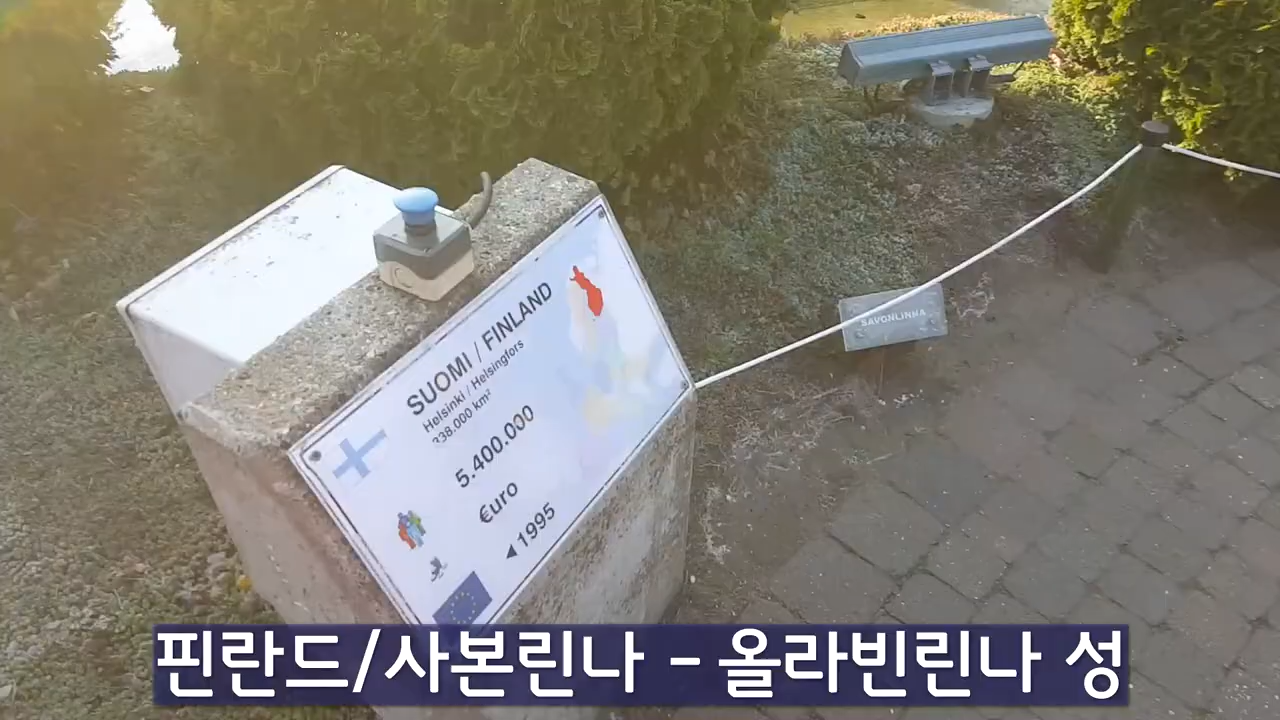 SUOMI / FINLAND
Helsinki / Helsingfors
338.000 km²
5.400.000
€uro
◄1995
SAVONLINNA
핀란드/사본린나 - 올라빈린나 성